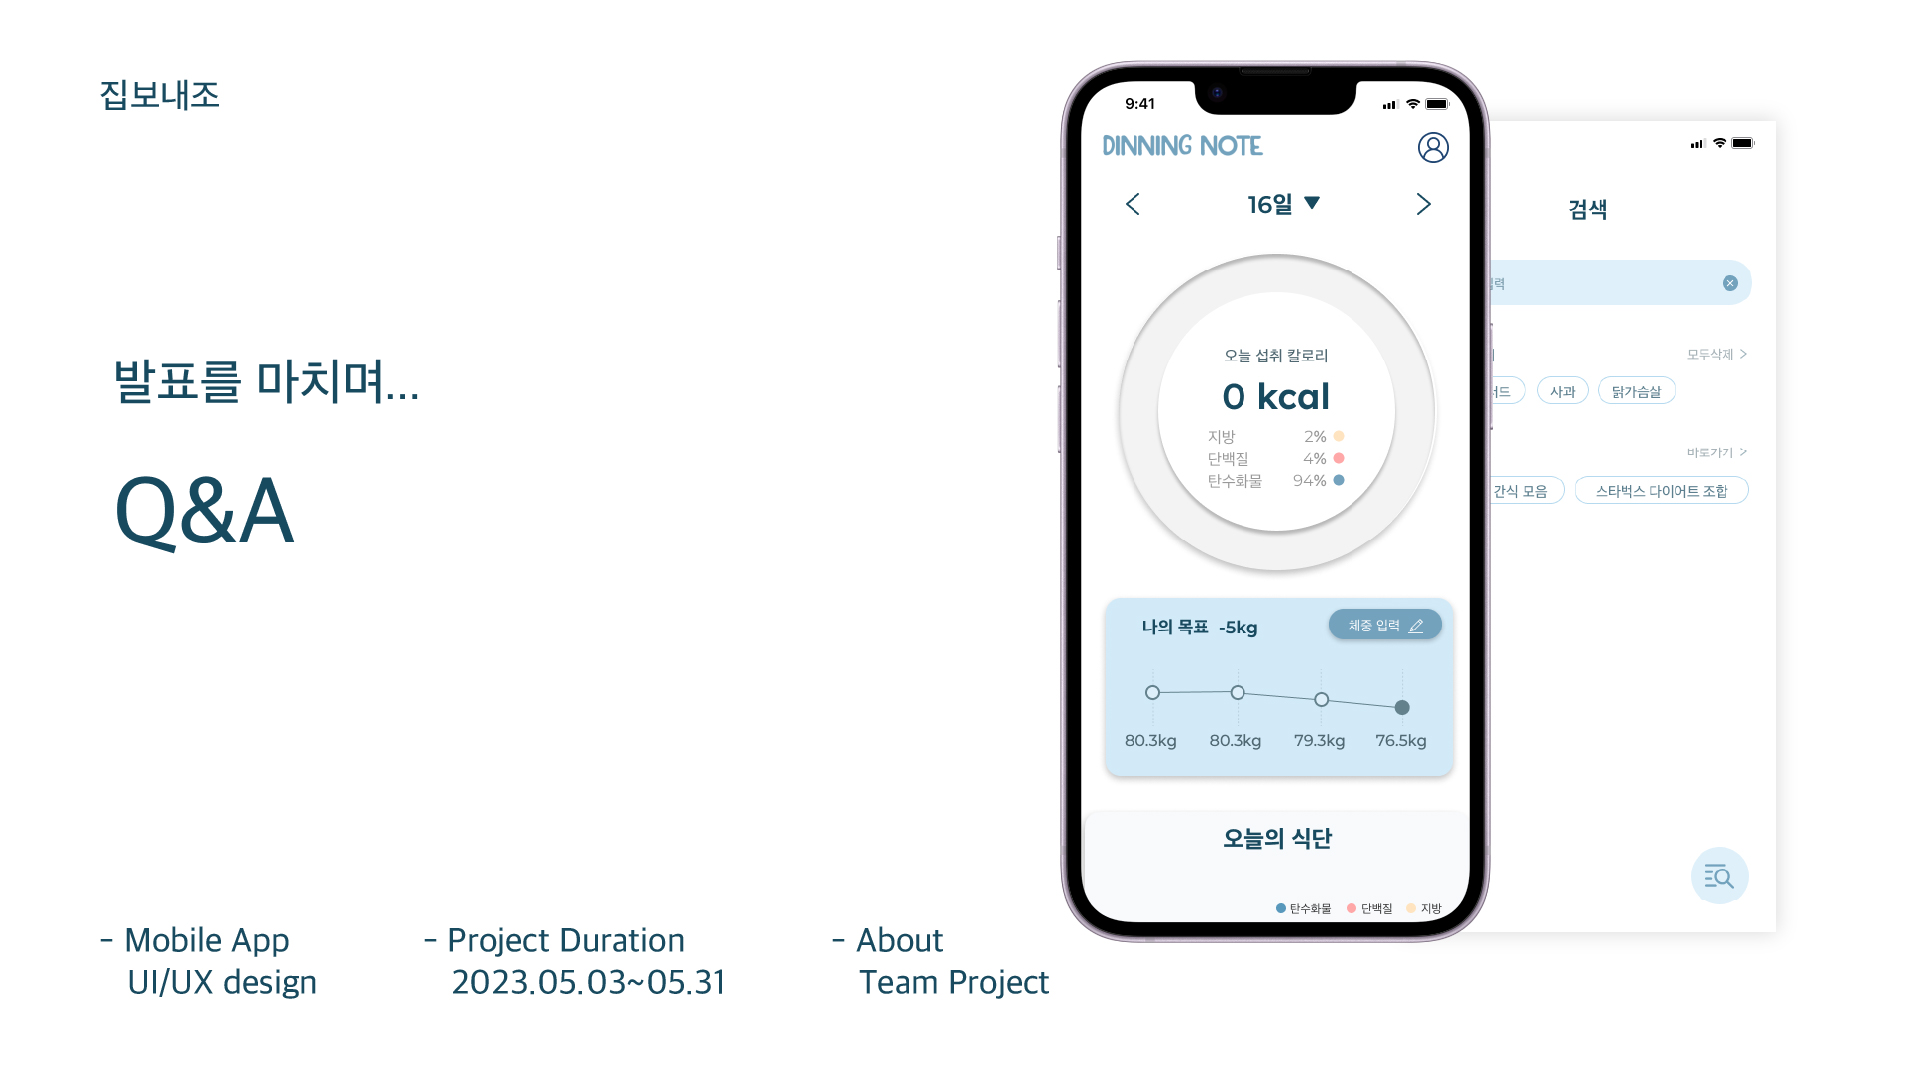 집보내조
발표를 마치며...
Q&A
- Mobile App
UI/UX design
- Project Duration
2023.05.03~05.31
- About
Team Project
9:41
DINNING NOTE
16일 ▼
오늘 섭취 칼로리
0 kcal
지방 2%
단백질 4%
탄수화물 94%
나의 목표 -5kg
체중 입력
80.3kg 80.3kg 79.3kg 76.5kg
오늘의 식단
탄수화물 단백질 지방
검색
력
모두삭제 >
드 사과 닭가슴살
바로가기 >
간식 모음 스타벅스 다이어트 조합